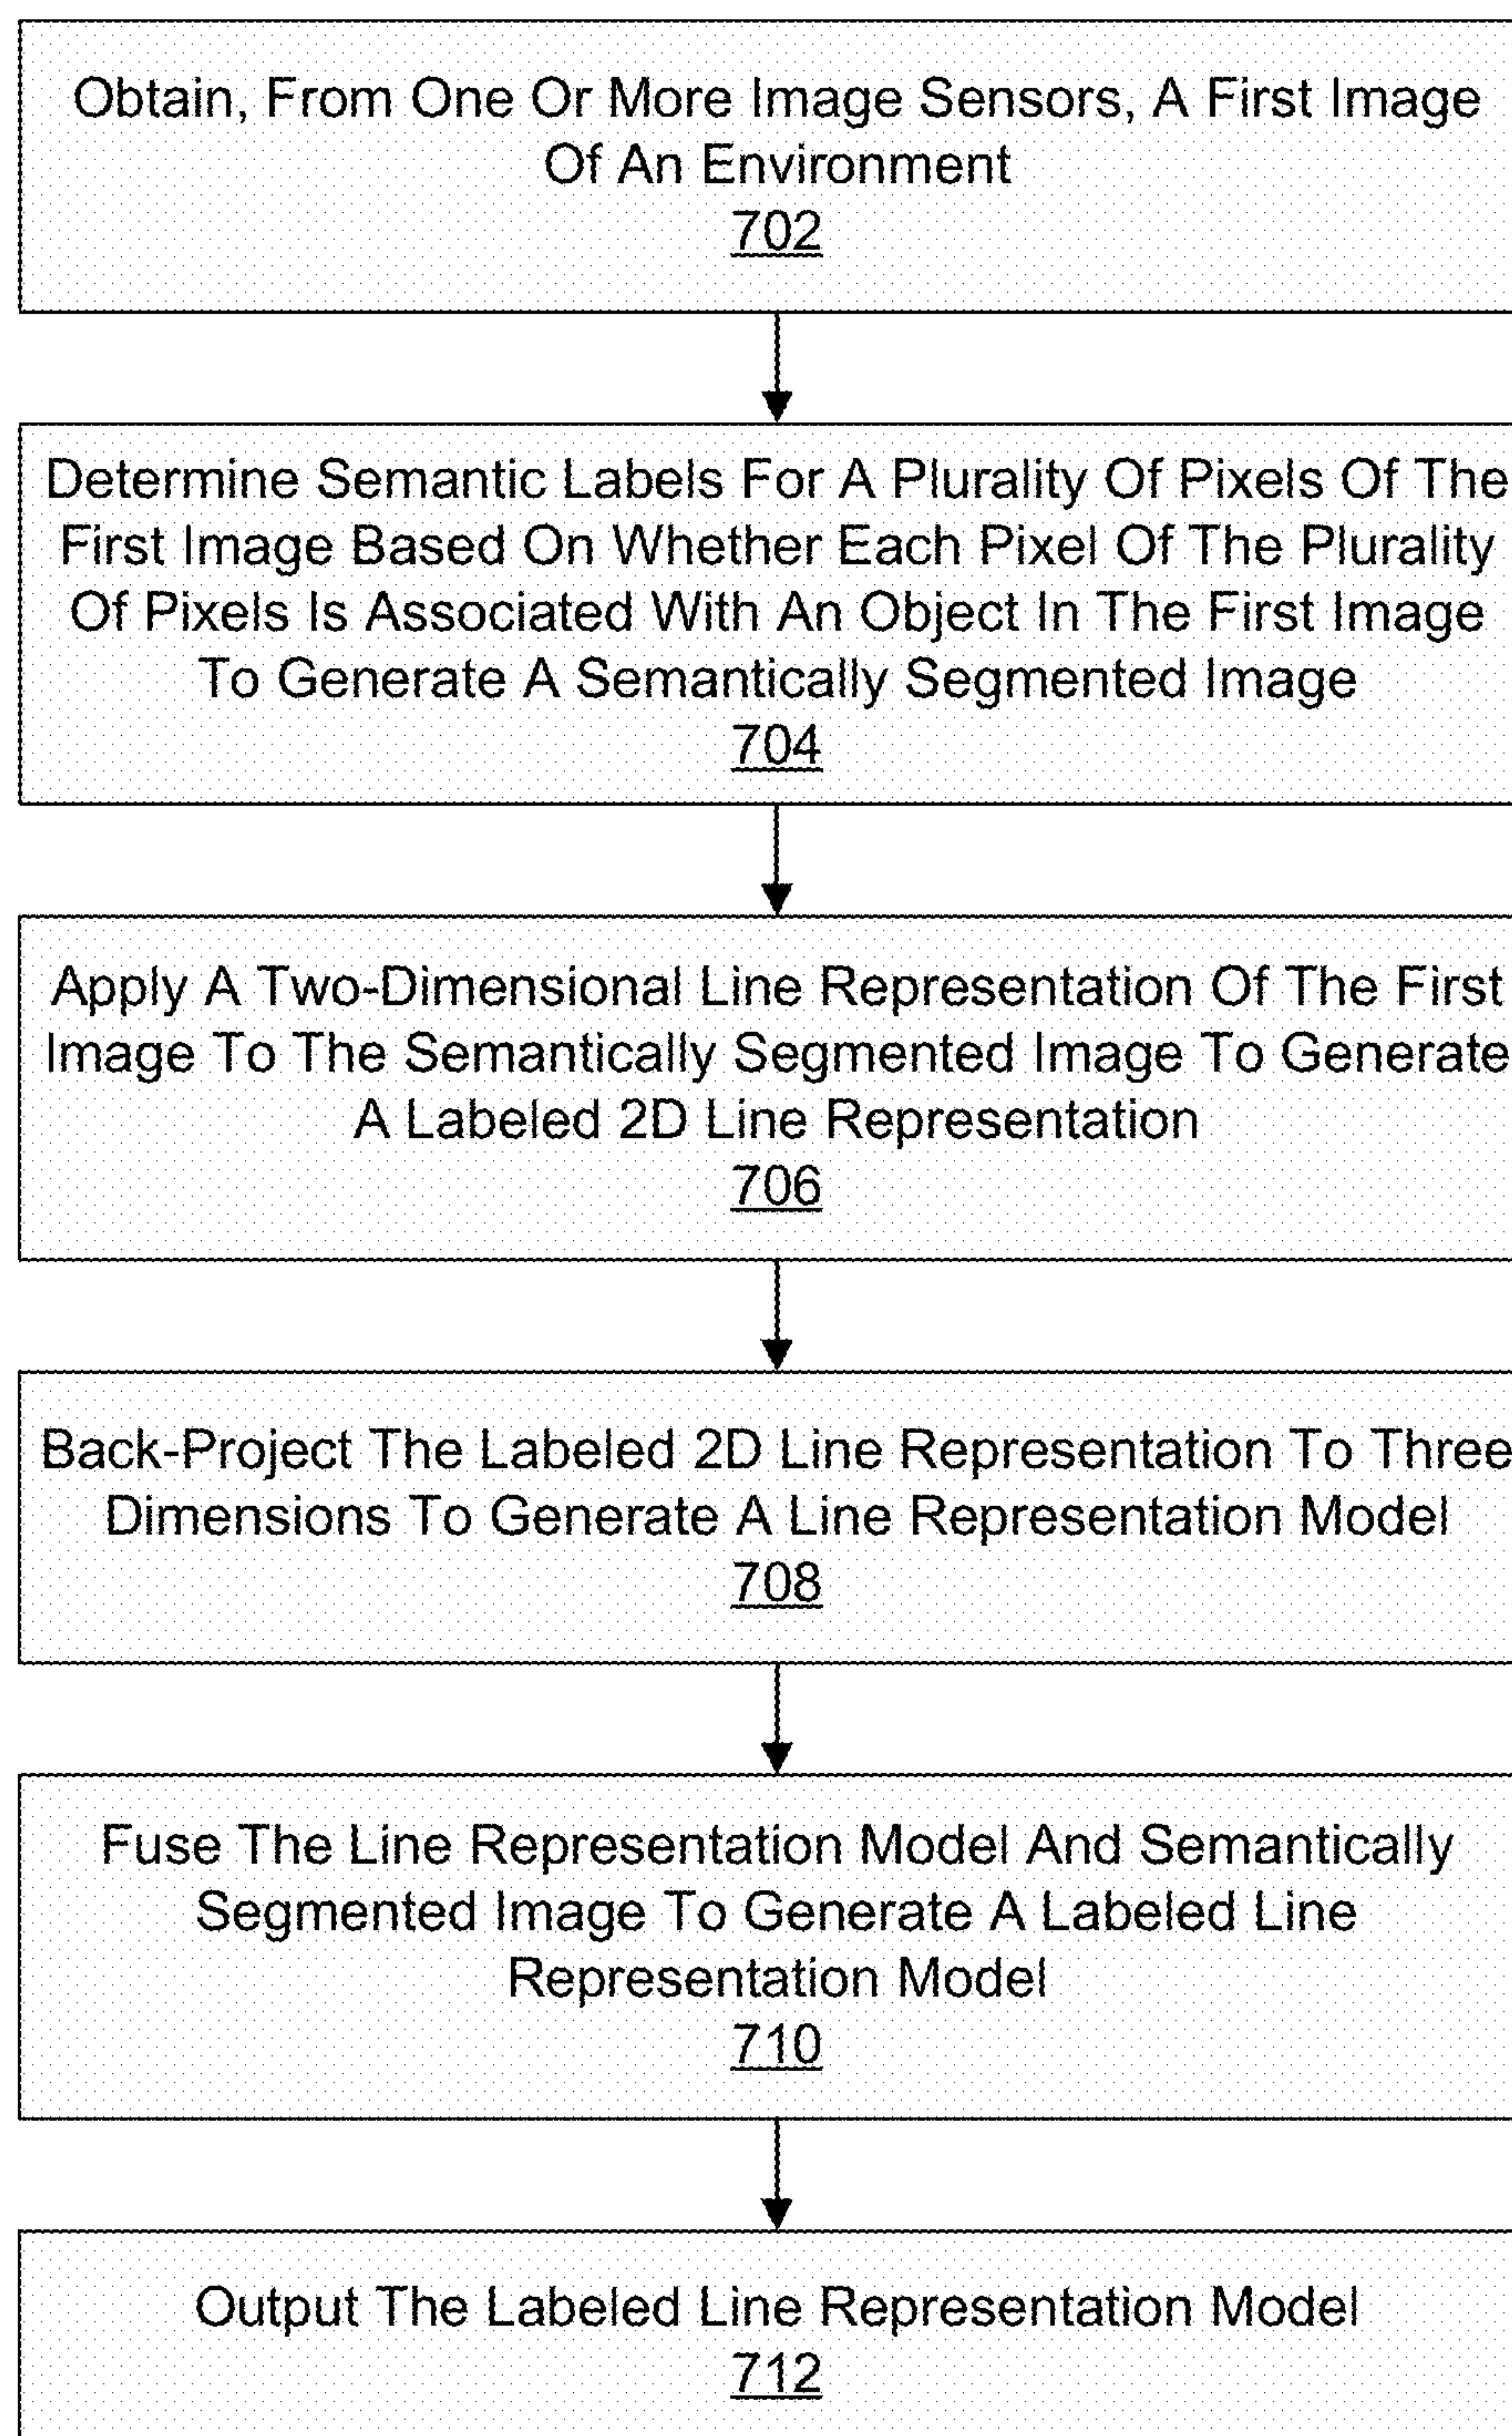 Obtain, From One Or More Image Sensors, A First Image
Of An Environment
702
Determine Semantic Labels For A Plurality Of Pixels Of The
First Image Based On Whether Each Pixel Of The Plurality
Of Pixels Is Associated With An Object In The First Image
To Generate A Semantically Segmented Image
704
Apply A Two-Dimensional Line Representation Of The First
Image To The Semantically Segmented Image To Generate
A Labeled 2D Line Representation
706
Back-Project The Labeled 2D Line Representation To Three
Dimensions To Generate A Line Representation Model
708
Fuse The Line Representation Model And Semantically
Segmented Image To Generate A Labeled Line
Representation Model
710
Output The Labeled Line Representation Model
712